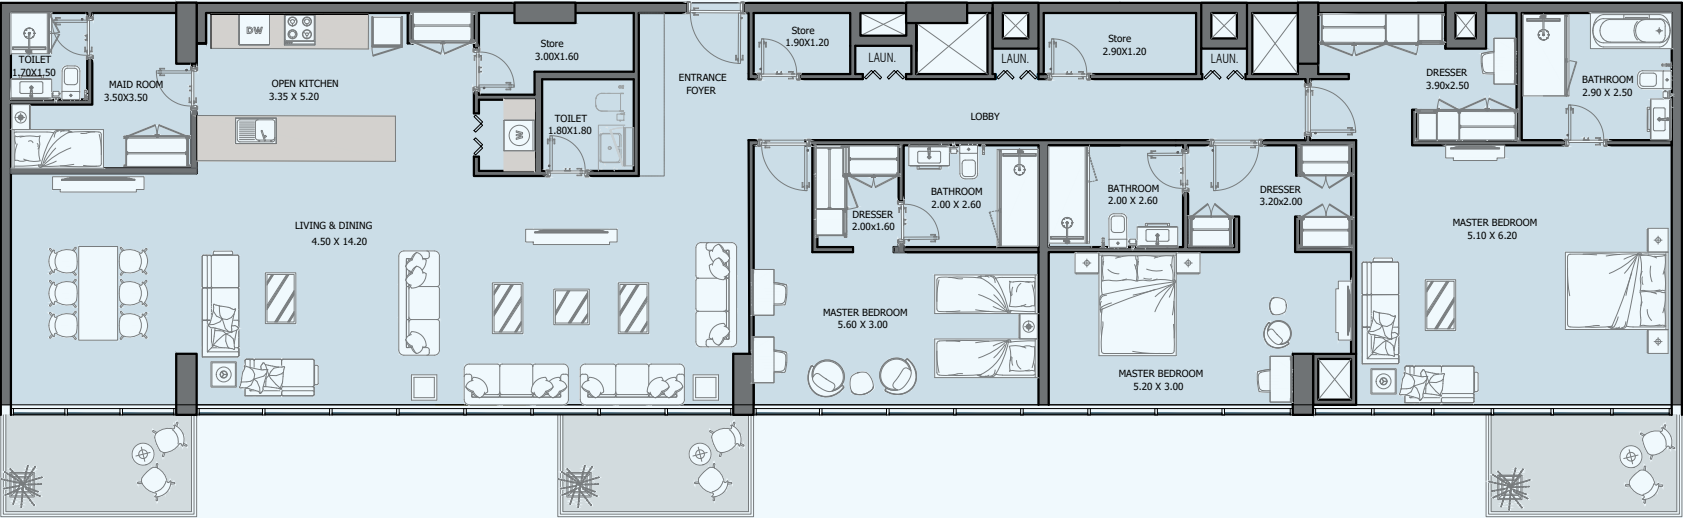 TOILET
1.70X1.50
MAID ROOM
3.50X3.50
DW
OPEN KITCHEN
3.35 X 5.20
Store
3.00X1.60
W
TOILET
1.80X1.80
ENTRANCE
FOYER
Store
1.90X1.20
LAUN.
LAUN.
Store
2.90X1.20
LAUN.
LOBBY
DRESSER
3.90x2.50
BATHROOM
2.90 X 2.50
LIVING & DINING
4.50 X 14.20
DRESSER
2.00x1.60
BATHROOM
2.00 X 2.60
BATHROOM
2.00 X 2.60
DRESSER
3.20x2.00
MASTER BEDROOM
5.10 X 6.20
MASTER BEDROOM
5.60 X 3.00
MASTER BEDROOM
5.20 X 3.00